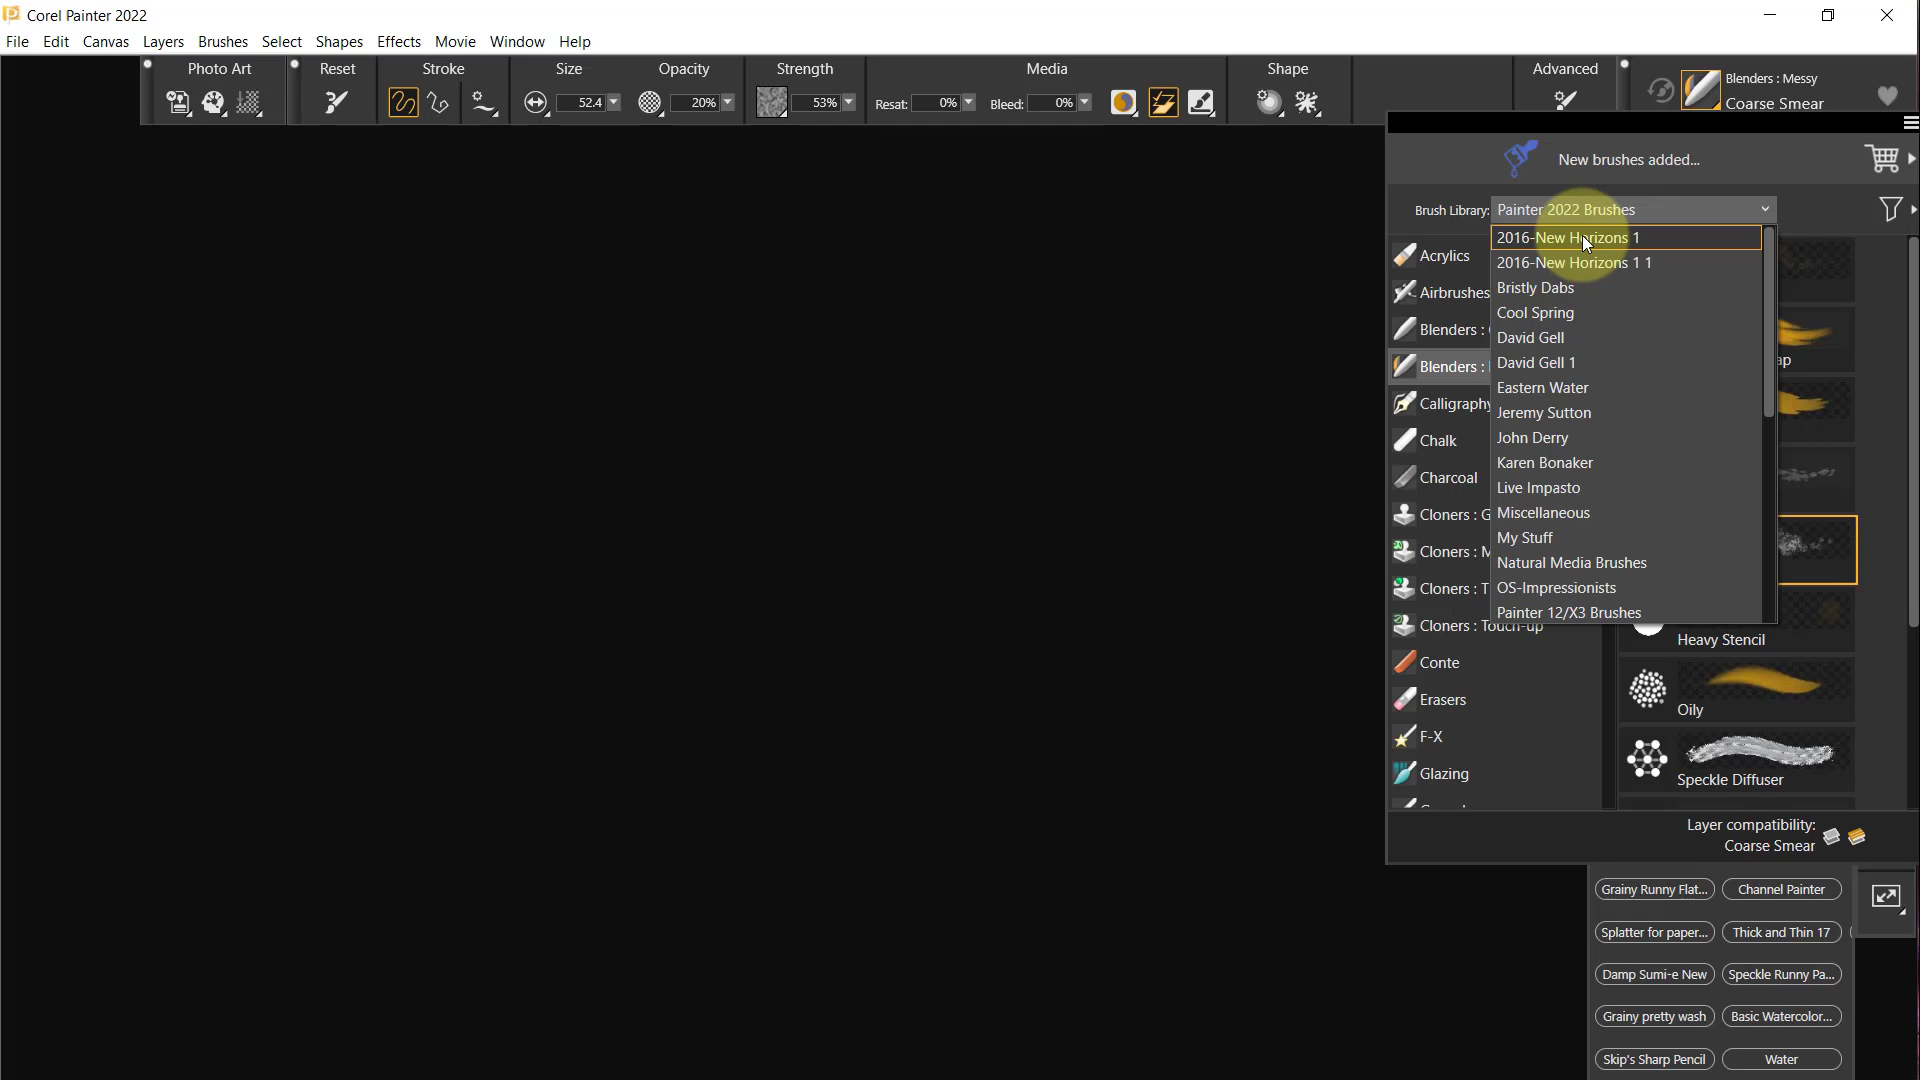 Corel Painter 2022
File Edit Canvas Layers Brushes Select Shapes Effects Movie Window Help
Photo Art Reset Stroke Size Opacity Strength Media Shape Advanced
52.4 20% 53% Resat: 0% Bleed: 0%
Blenders : Messy
Coarse Smear
New brushes added...
Brush Library: Painter 2022 Brushes
2016-New Horizons 1
2016-New Horizons 1 1
Bristly Dabs
Cool Spring
David Gell
David Gell 1
Eastern Water
Jeremy Sutton
John Derry
Karen Bonaker
Live Impasto
Miscellaneous
My Stuff
Natural Media Brushes
OS-Impressionists
Painter 12/X3 Brushes
Acrylics
Airbrushes
Blenders :
Blenders :
Calligraphy
Chalk
Charcoal
Cloners : G
Cloners : M
Cloners : T
Cloners : Touch-up
Conte
Erasers
F-X
Glazing
ap
Heavy Stencil
Oily
Speckle Diffuser
Layer compatibility:
Coarse Smear
Grainy Runny Flat... Channel Painter
Splatter for paper... Thick and Thin 17
Damp Sumi-e New Speckle Runny Pa...
Grainy pretty wash Basic Watercolor...
Skip's Sharp Pencil Water